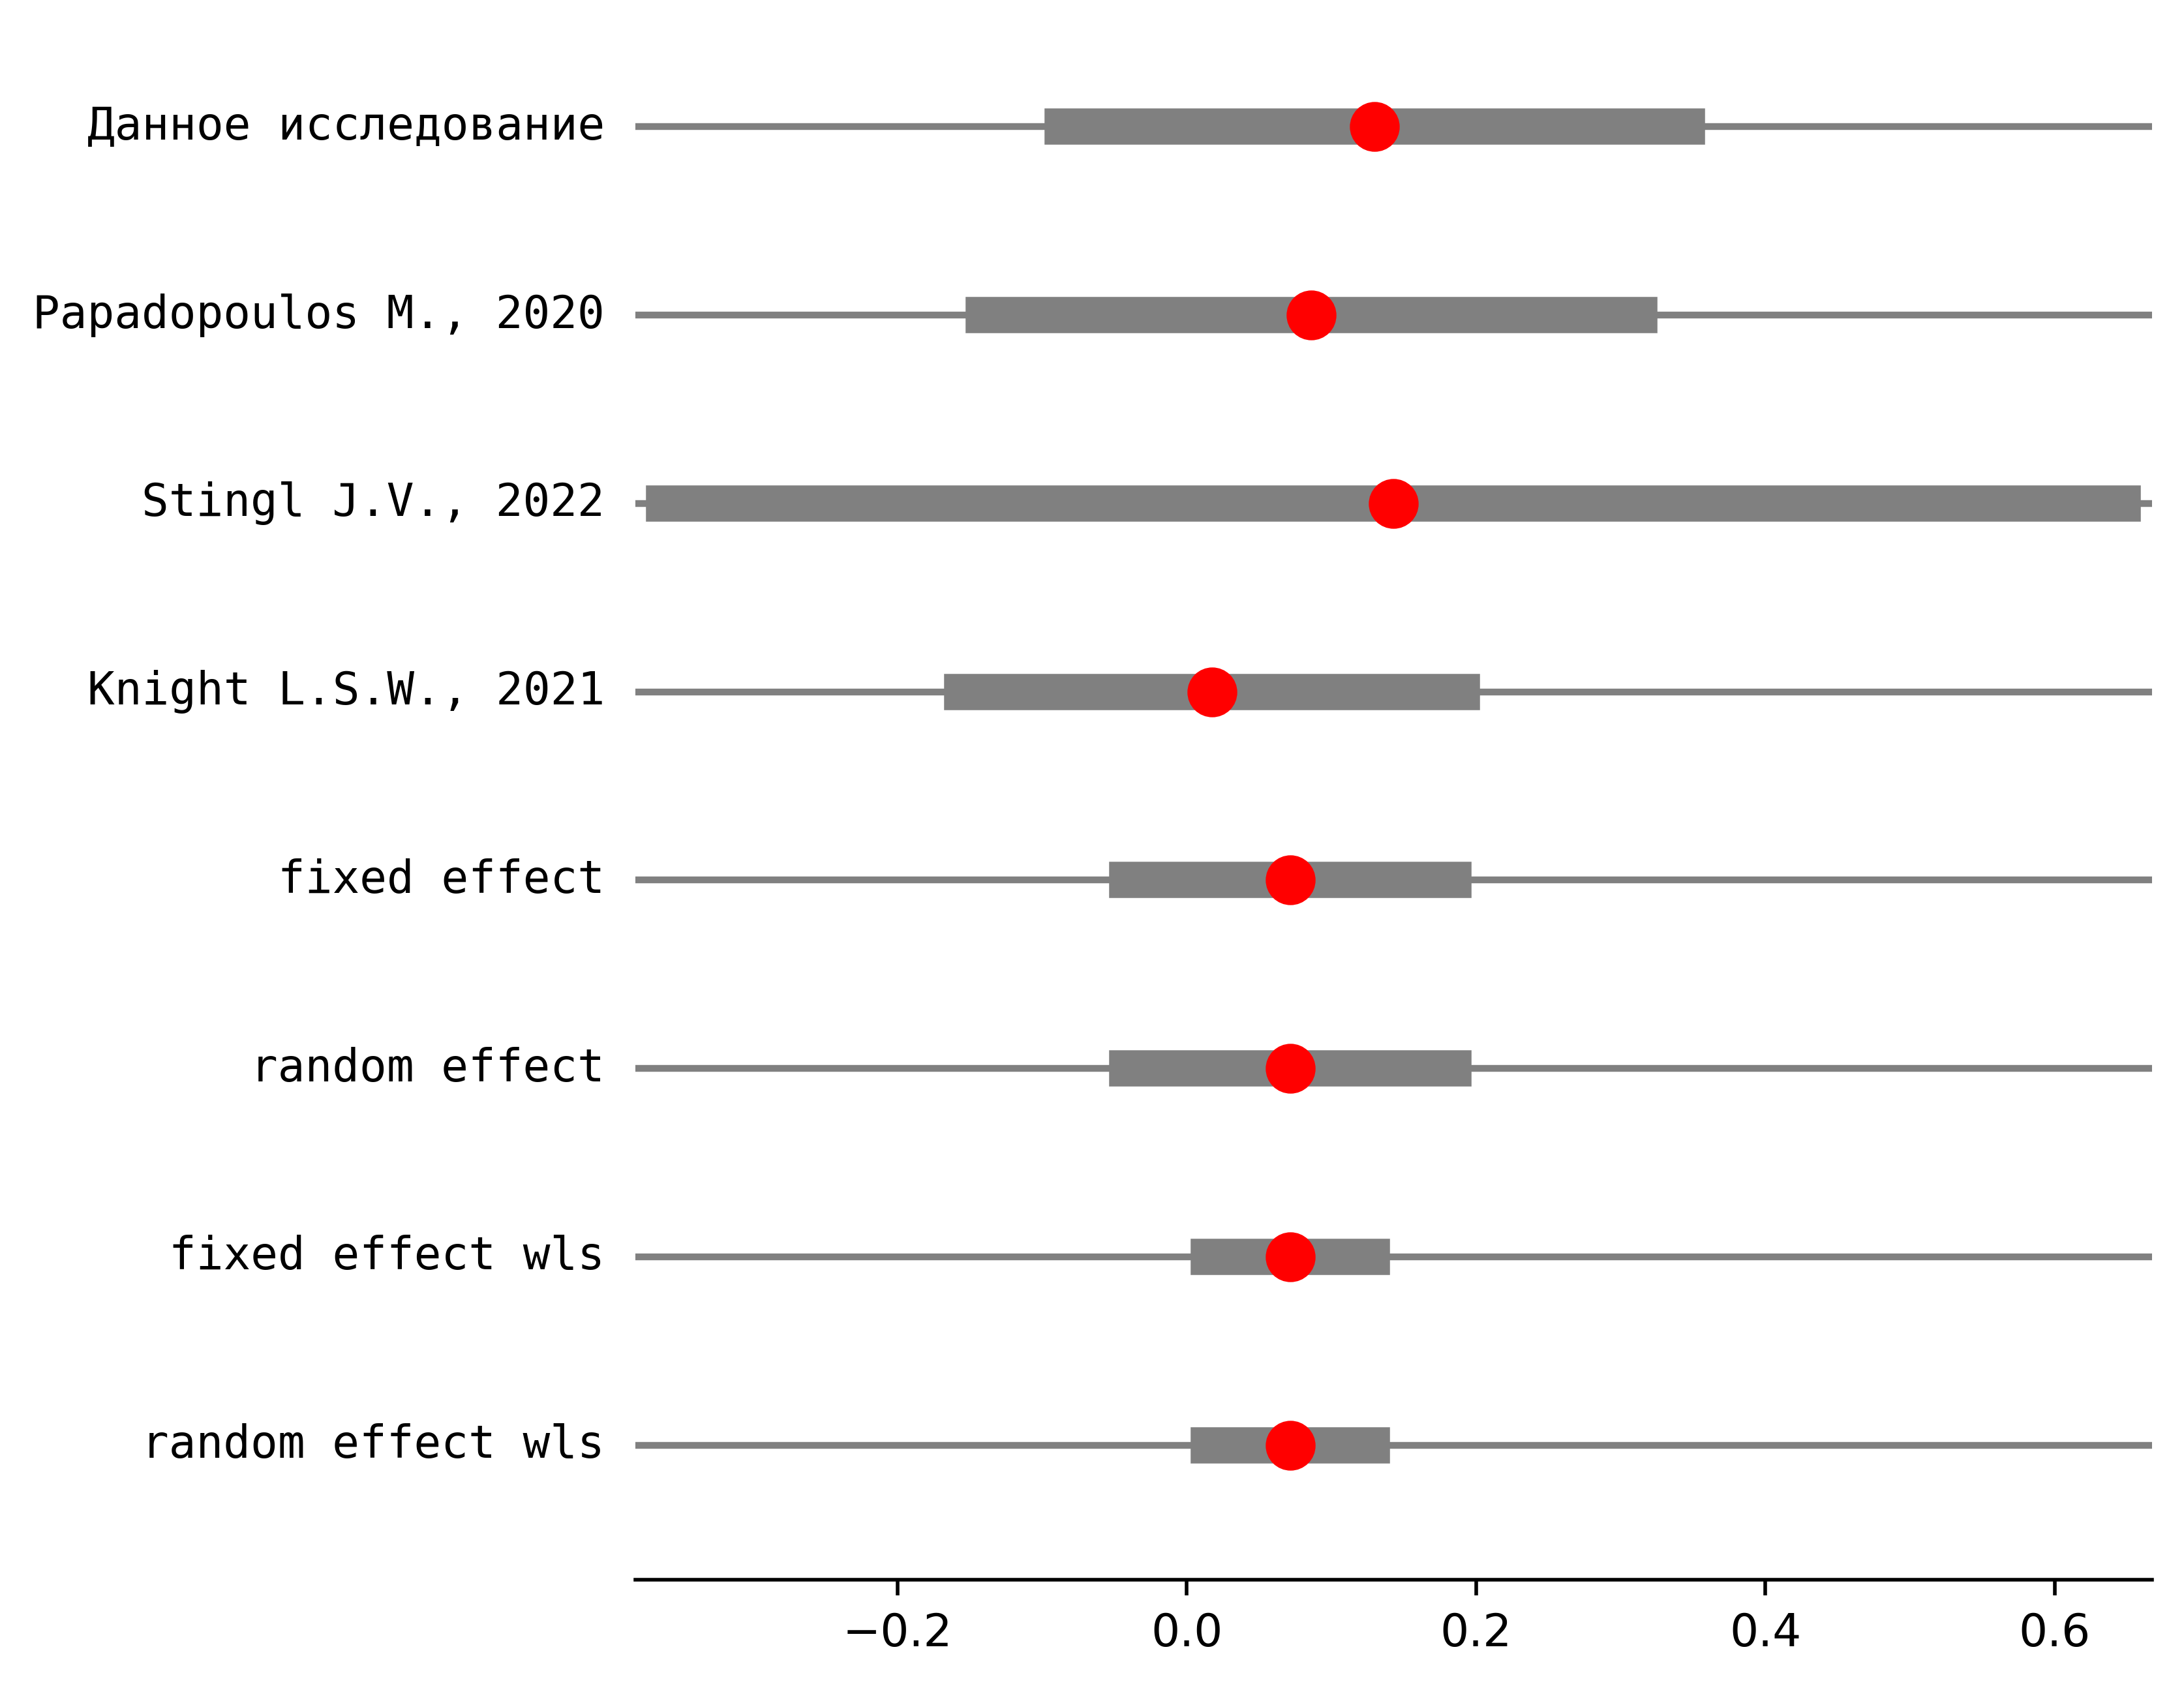 Данное исследование
Papadopoulos M., 2020
Stingl J.V., 2022
Knight L.S.W., 2021
fixed effect
random effect
fixed effect wls
random effect wls
−0.2 0.0 0.2 0.4 0.6